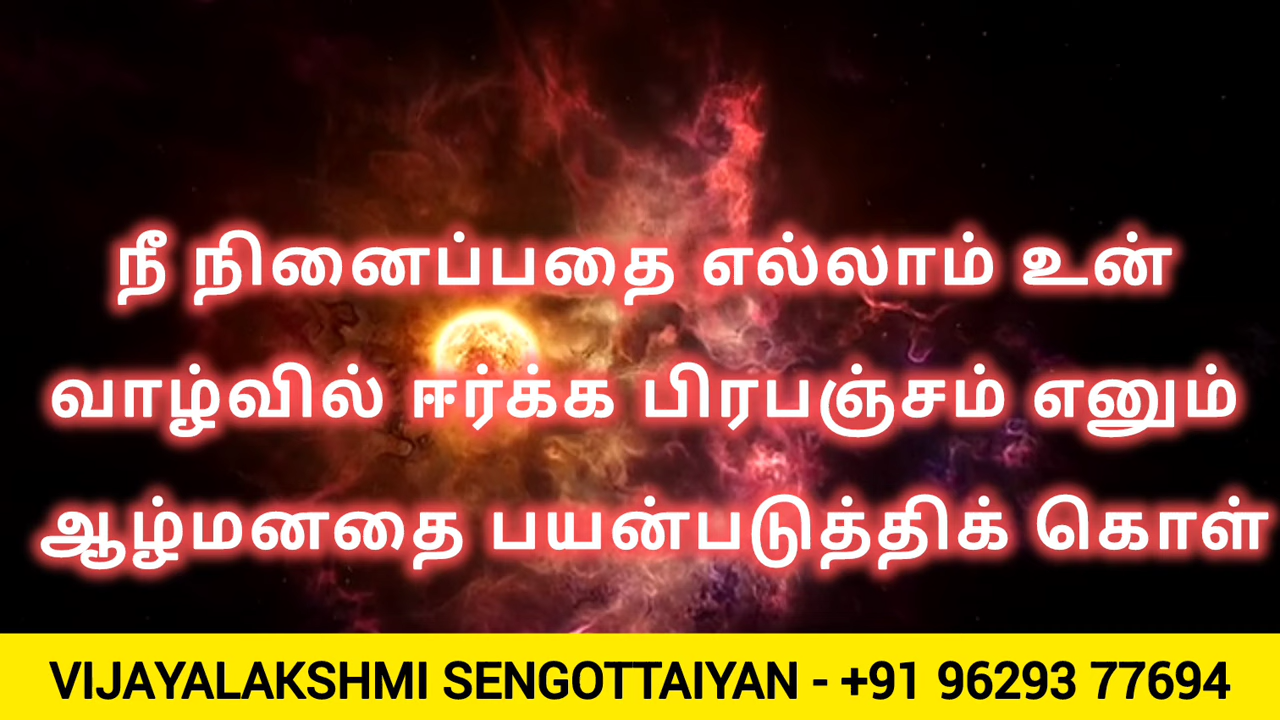 நீ நினைப்பதை எல்லாம் உன்
வாழ்வில் ஈர்க்க பிரபஞ்சம் எனும்
ஆழ்மனதை பயன்படுத்திக் கொள்
VIJAYALAKSHMI SENGOTTAIYAN - +91 96293 77694